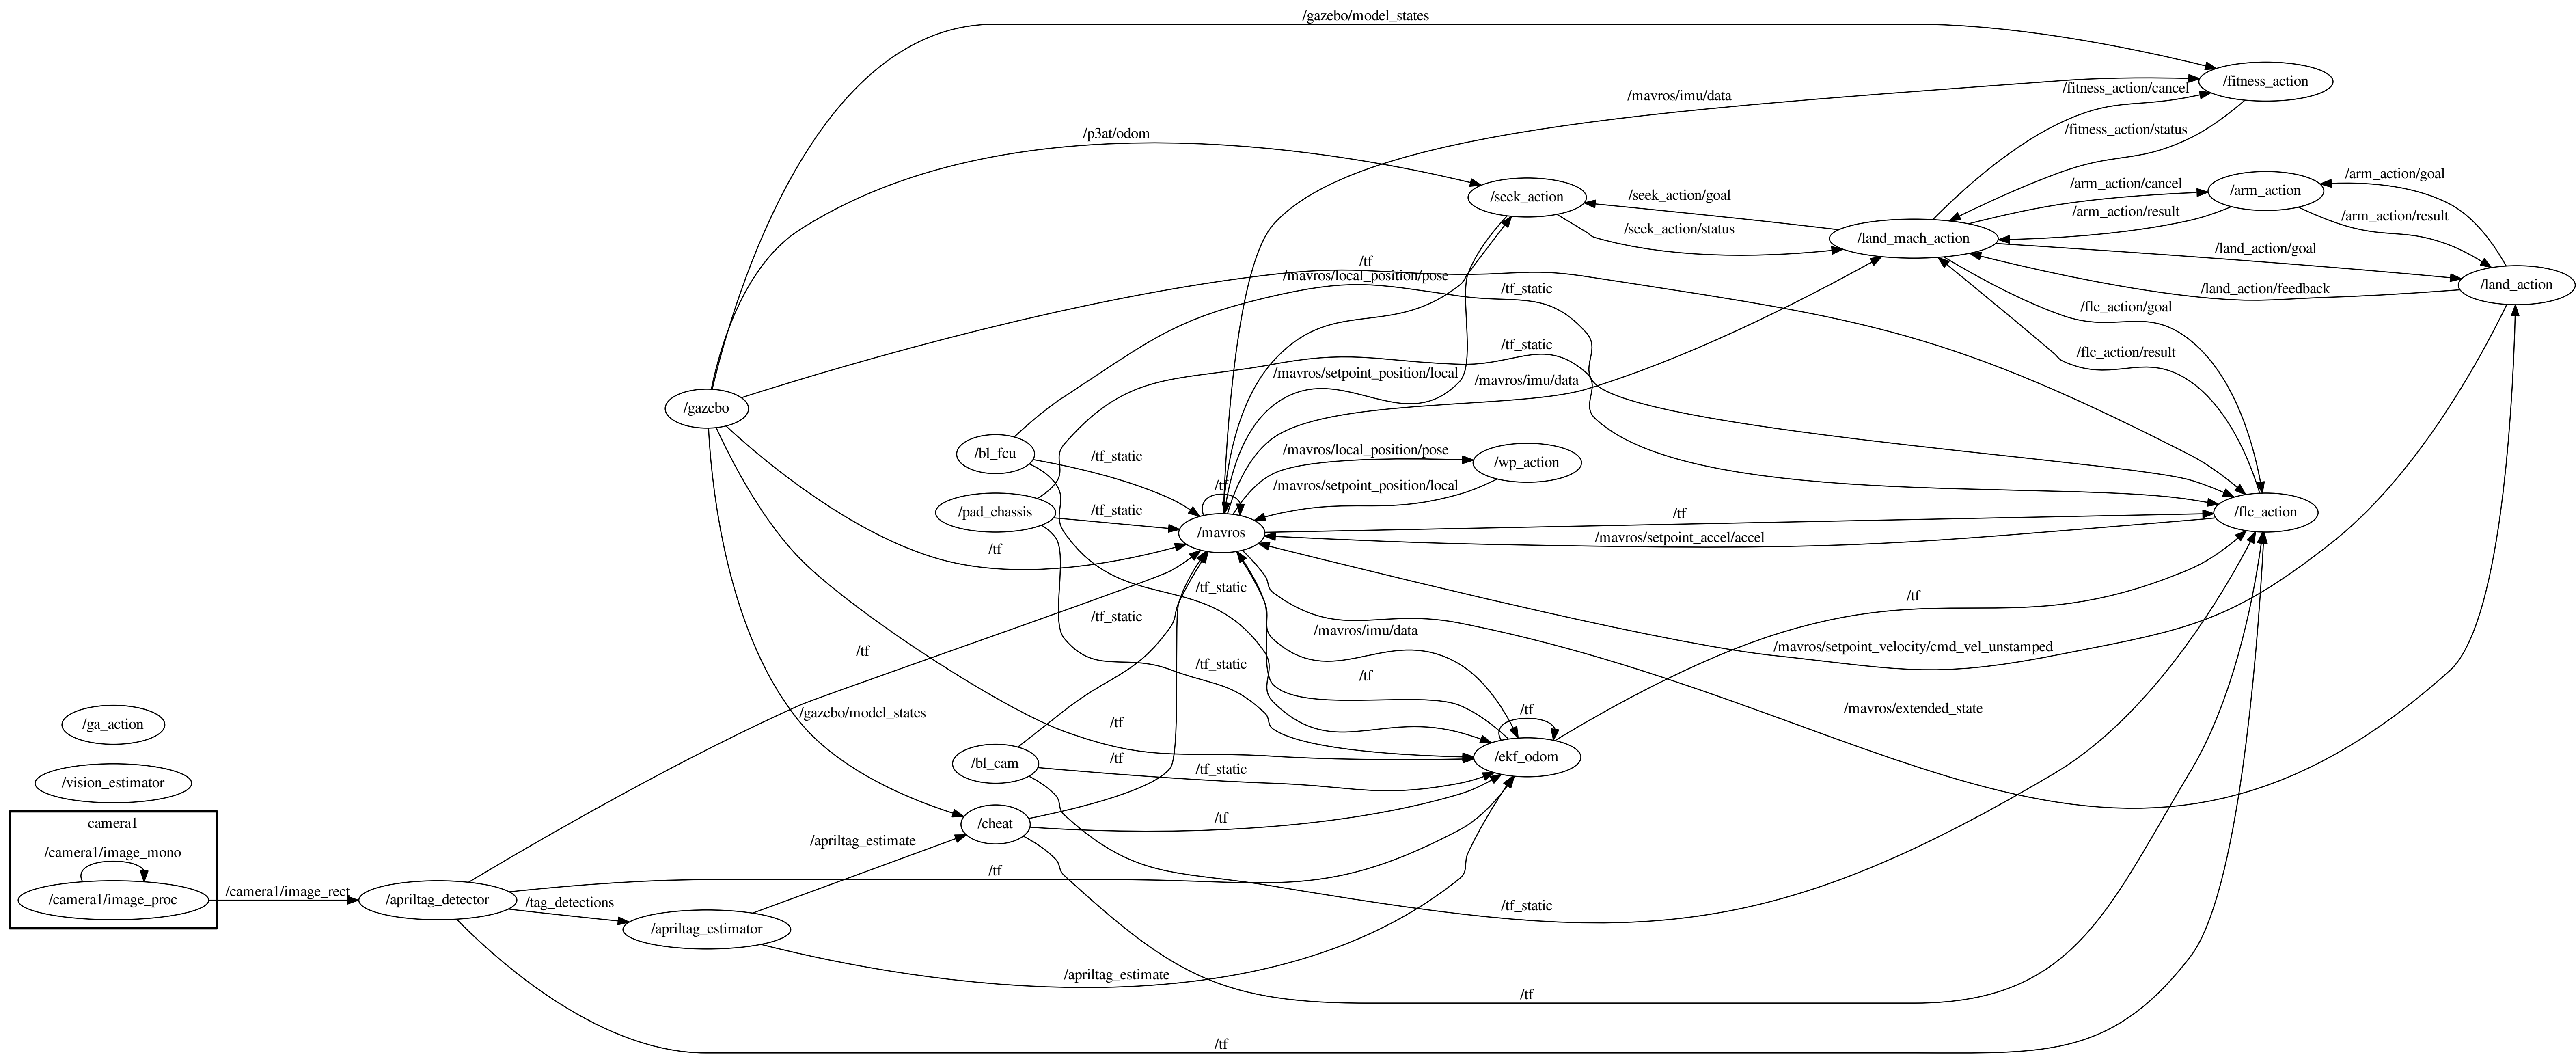 /gazebo/model_states
/fitness_action
/fitness_action/cancel
/mavros/imu/data
/fitness_action/status
/p3at/odom
/arm_action/goal
/arm_action/cancel
/arm_action
/seek_action
/seek_action/goal
/arm_action/result
/arm_action/result
/seek_action/status
/land_mach_action
/land_action/goal
/tf
/mavros/local_position/pose
/tf_static
/land_action/feedback
/land_action
/flc_action/goal
/tf_static
/flc_action/result
/mavros/setpoint_position/local
/mavros/imu/data
/gazebo
/bl_fcu
/tf_static
/mavros/local_position/pose
/wp_action
/tf
/mavros/setpoint_position/local
/pad_chassis
/tf_static
/tf
/flc_action
/mavros
/mavros/setpoint_accel/accel
/tf
/tf_static
/tf
/tf_static
/mavros/imu/data
/mavros/setpoint_velocity/cmd_vel_unstamped
/tf
/tf_static
/tf
/mavros/extended_state
/gazebo/model_states
/tf
/tf
/ga_action
/ekf_odom
/tf
/bl_cam
/tf_static
/vision_estimator
/tf
/cheat
camera1
/apriltag_estimate
/camera1/image_mono
/tf
/camera1/image_rect
/camera1/image_proc
/apriltag_detector
/tag_detections
/tf_static
/apriltag_estimator
/apriltag_estimate
/tf
/tf